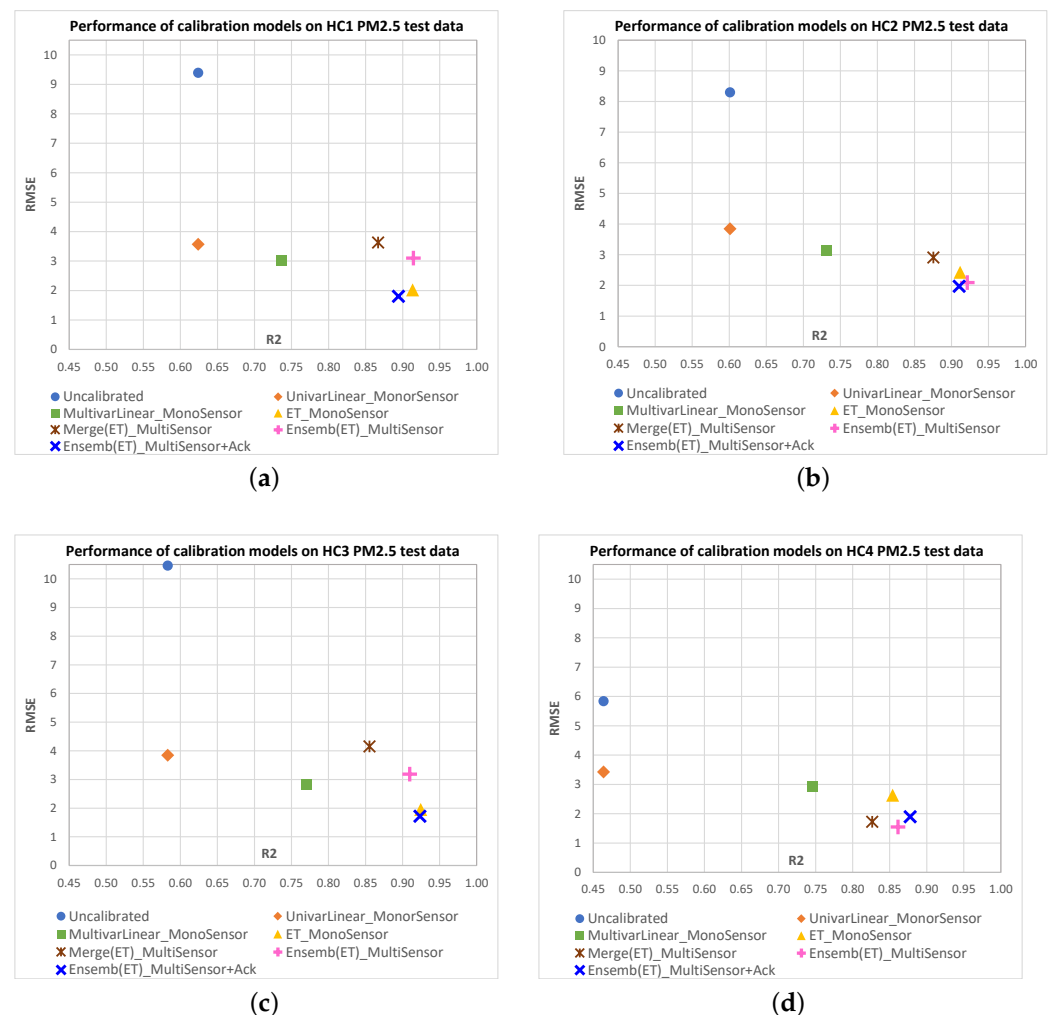 Performance of calibration models on HC1 PM2.5 test data
10
9
8
7
6
5
4
3
2
1
0
RMSE
R2
0.45 0.50 0.55 0.60 0.65 0.70 0.75 0.80 0.85 0.90 0.95 1.00
Uncalibrated UnivarLinear_MonorSensor
MultivarLinear_MonoSensor ET_MonoSensor
Merge(ET)_MultiSensor Ensemb(ET)_MultiSensor
Ensemb(ET)_MultiSensor+Ack
(a)
Performance of calibration models on HC2 PM2.5 test data
10
9
8
7
6
5
4
3
2
1
0
RMSE
R2
0.45 0.50 0.55 0.60 0.65 0.70 0.75 0.80 0.85 0.90 0.95 1.00
Uncalibrated UnivarLinear_MonorSensor
MultivarLinear_MonoSensor ET_MonoSensor
Merge(ET)_MultiSensor Ensemb(ET)_MultiSensor
Ensemb(ET)_MultiSensor+Ack
(b)
Performance of calibration models on HC3 PM2.5 test data
10
9
8
7
6
5
4
3
2
1
0
RMSE
R2
0.45 0.50 0.55 0.60 0.65 0.70 0.75 0.80 0.85 0.90 0.95 1.00
Uncalibrated UnivarLinear_MonorSensor
MultivarLinear_MonoSensor ET_MonoSensor
Merge(ET)_MultiSensor Ensemb(ET)_MultiSensor
Ensemb(ET)_MultiSensor+Ack
(c)
Performance of calibration models on HC4 PM2.5 test data
10
9
8
7
6
5
4
3
2
1
0
RMSE
R2
0.45 0.50 0.55 0.60 0.65 0.70 0.75 0.80 0.85 0.90 0.95 1.00
Uncalibrated UnivarLinear_MonorSensor
MultivarLinear_MonoSensor ET_MonoSensor
Merge(ET)_MultiSensor Ensemb(ET)_MultiSensor
Ensemb(ET)_MultiSensor+Ack
(d)